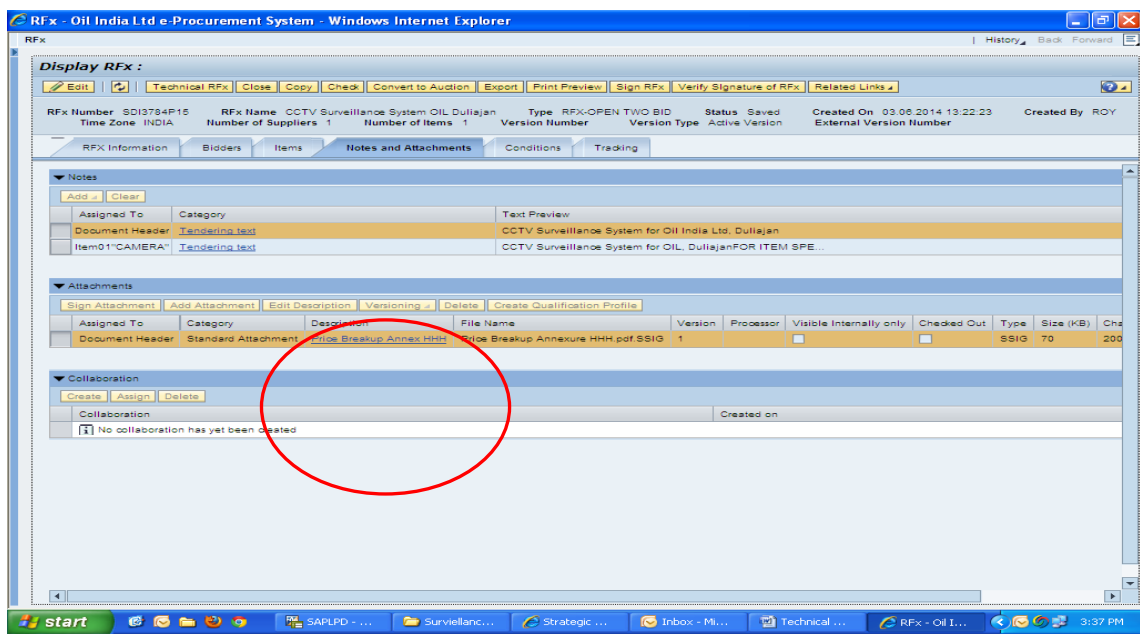 RFx - Oil India Ltd e-Procurement System - Windows Internet Explorer
RFx | History Back Forward
Display RFx :
Edit Technical RFx Close Copy Check Convert to Auction Export Print Preview Sign RFx Verify Signature of RFx Related Links
RFx Number SDI3784P15 RFx Name CCTV Surveillance System OIL Duliajan Type RFX-OPEN TWO BID Status Saved Created On 03.06.2014 13:22:23 Created By ROY
Time Zone INDIA Number of Suppliers 1 Number of Items 1 Version Number Version Type Active Version External Version Number
RFX Information Bidders Items Notes and Attachments Conditions Tracking
Notes
Add Clear
Assigned To Category Text Preview
Document Header Tendering text CCTV Surveillance System for Oil India Ltd, Duliajan
Item01"CAMERA" Tendering text CCTV Surveillance System for OIL, DuliajanFOR ITEM SPE...
Attachments
Sign Attachment Add Attachment Edit Description Versioning Delete Create Qualification Profile
Assigned To Category Description File Name Version Processor Visible Internally only Checked Out Type Size (KB) Cha
Document Header Standard Attachment Price Breakup Annex HHH Price Breakup Annexure HHH.pdf.SSIG 1 SSIG 70 200
Collaboration
Create Assign Delete
Collaboration Created on
No collaboration has yet been created
start SAPLPD - ... Surviellanc... Strategic ... Inbox - Mi... Technical ... RFx - Oil I... 3:37 PM